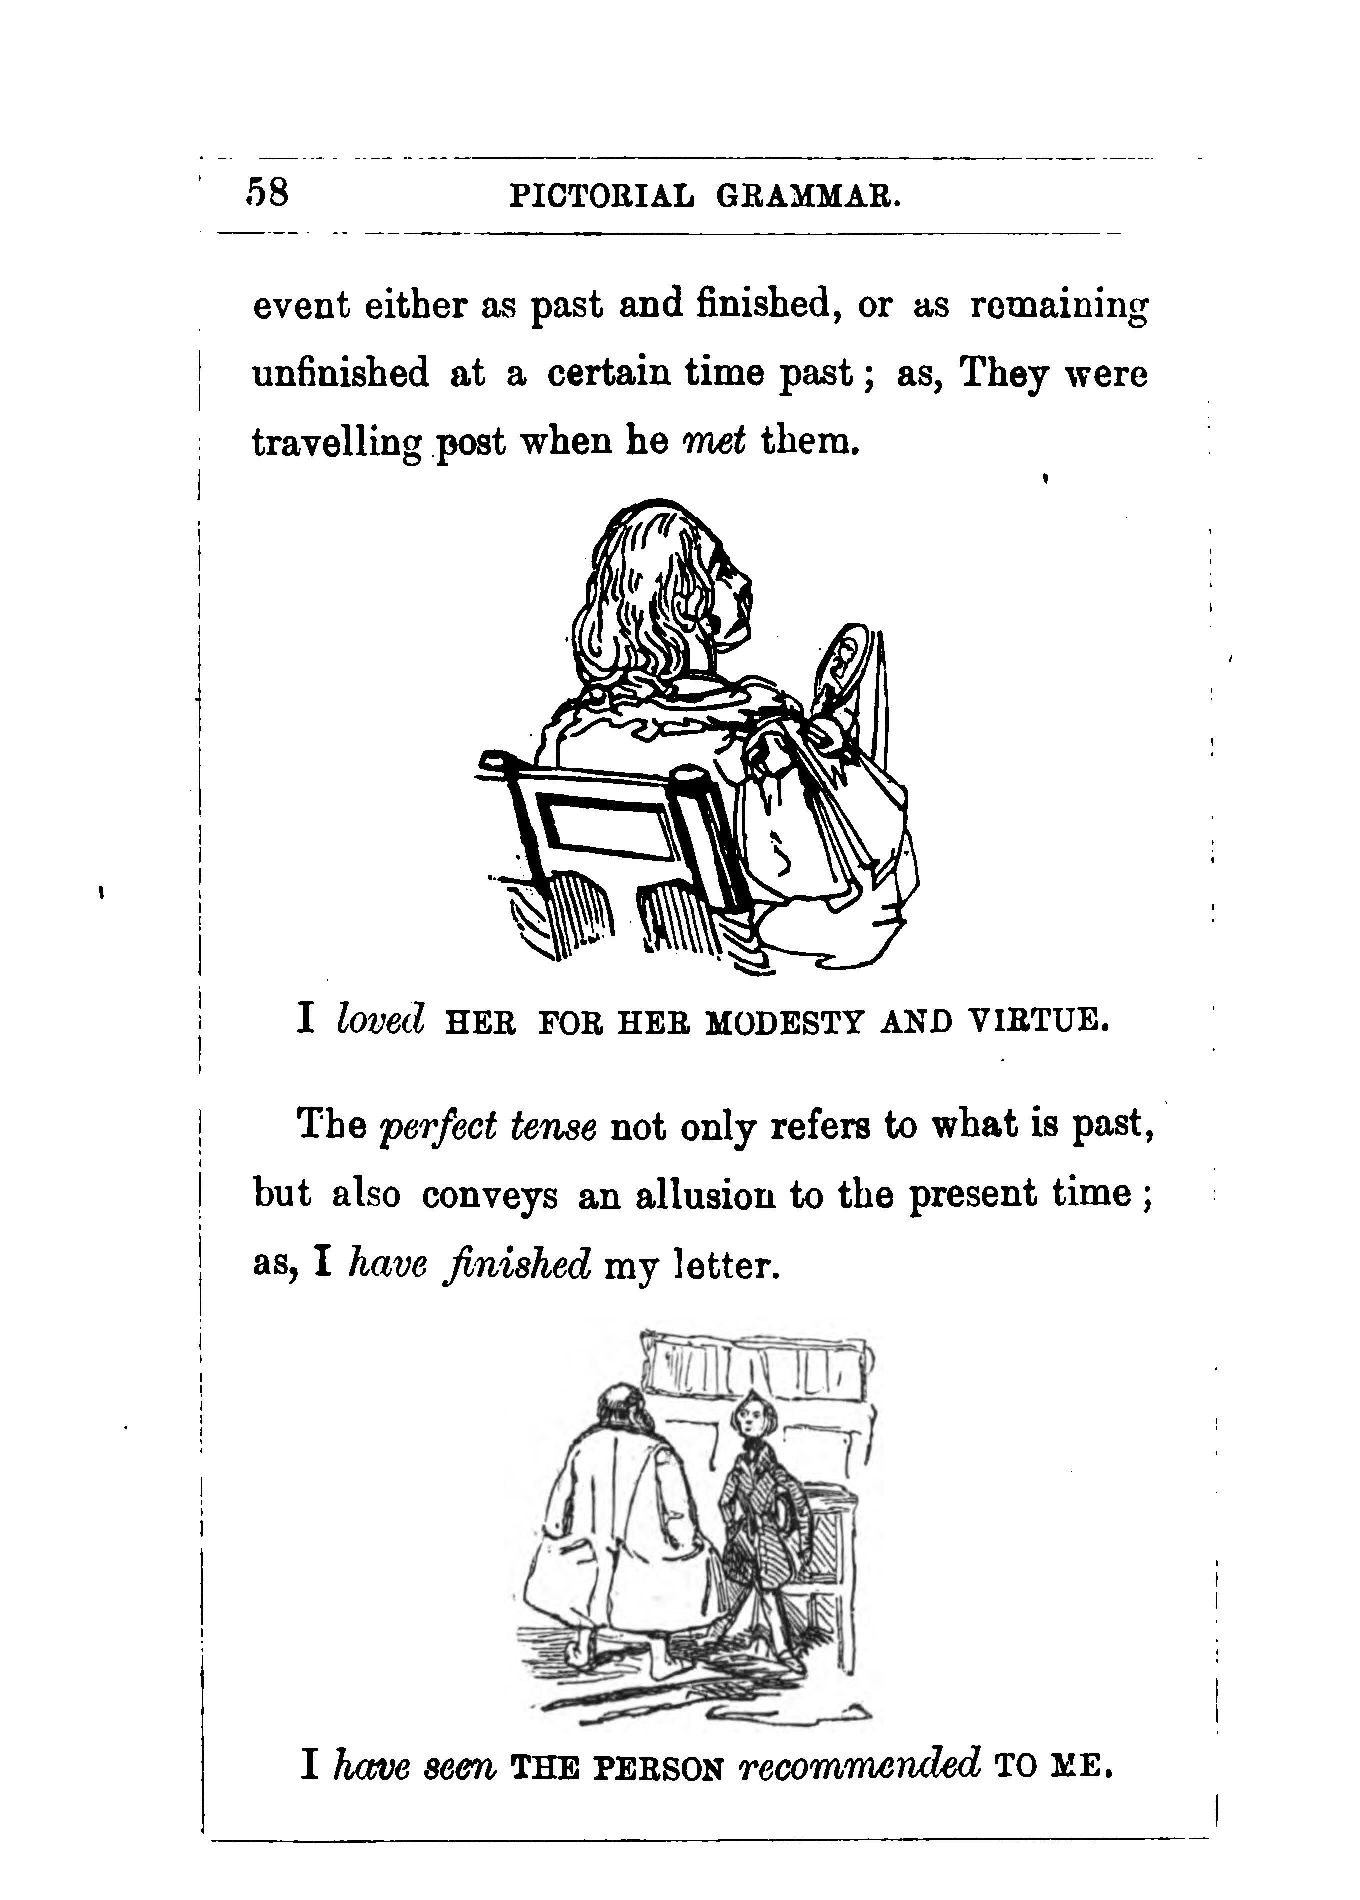 58 PICTORIAL GRAMMAR.
event either as past and finished, or as remaining
unfinished at a certain time past; as, They were
travelling post when he met them.
I loved HER FOR HER MODESTY AND VIRTUE.
The perfect tense not only refers to what is past,
but also conveys an allusion to the present time;
as, I have finished my letter.
I have seen THE PERSON recommended TO ME.